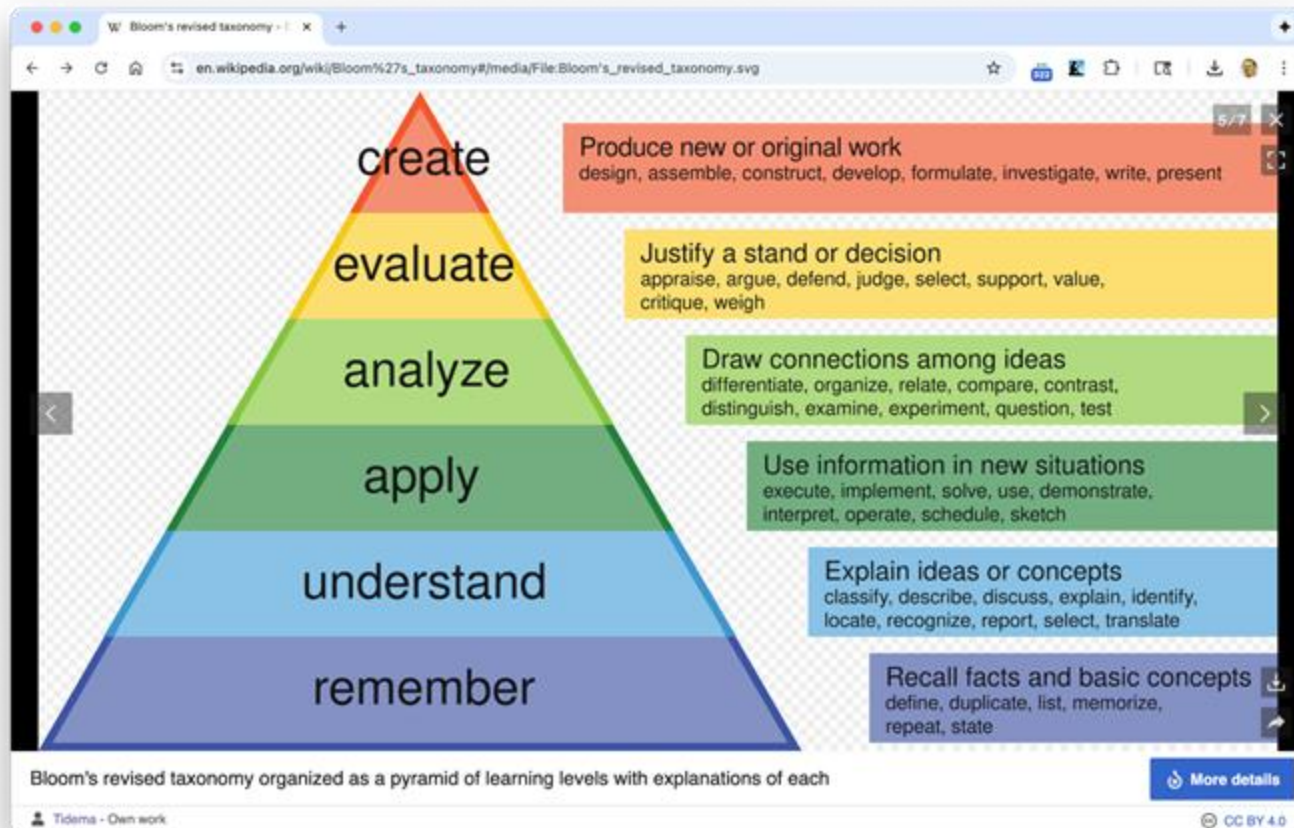 W Bloom's revised taxonomy -
en.wikipedia.org/wiki/Bloom%27s_taxonomy#/media/File:Bloom's_revised_taxonomy.svg
5/7
create
Produce new or original work
design, assemble, construct, develop, formulate, investigate, write, present
evaluate
Justify a stand or decision
appraise, argue, defend, judge, select, support, value,
critique, weigh
analyze
Draw connections among ideas
differentiate, organize, relate, compare, contrast,
distinguish, examine, experiment, question, test
apply
Use information in new situations
execute, implement, solve, use, demonstrate,
interpret, operate, schedule, sketch
understand
Explain ideas or concepts
classify, describe, discuss, explain, identify,
locate, recognize, report, select, translate
remember
Recall facts and basic concepts
define, duplicate, list, memorize,
repeat, state
Bloom's revised taxonomy organized as a pyramid of learning levels with explanations of each
More details
Tidema - Own work
CC BY 4.0